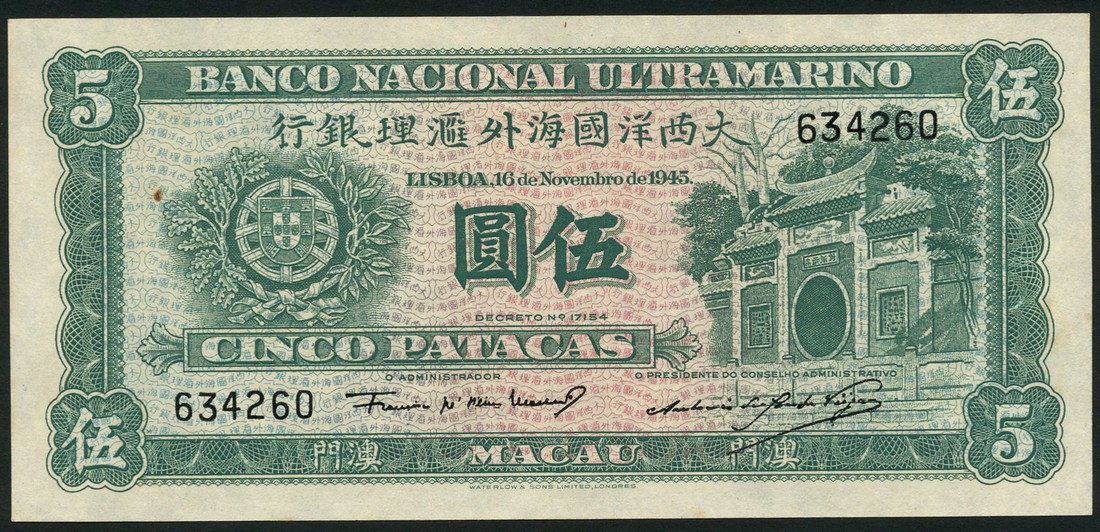 5
BANCO NACIONAL ULTRAMARINO
伍
行銀理滙外海國洋西大
634260
LISBOA, 16 de Novembro de 1945.
圓伍
DECRETO Nº 17154
CINCO PATACAS
O ADMINISTRADOR
O PRESIDENTE DO CONSELHO ADMINISTRATIVO
634260
伍
門澳
MACAU
門澳
5
WATERLOW & SONS LIMITED, LONDRES.